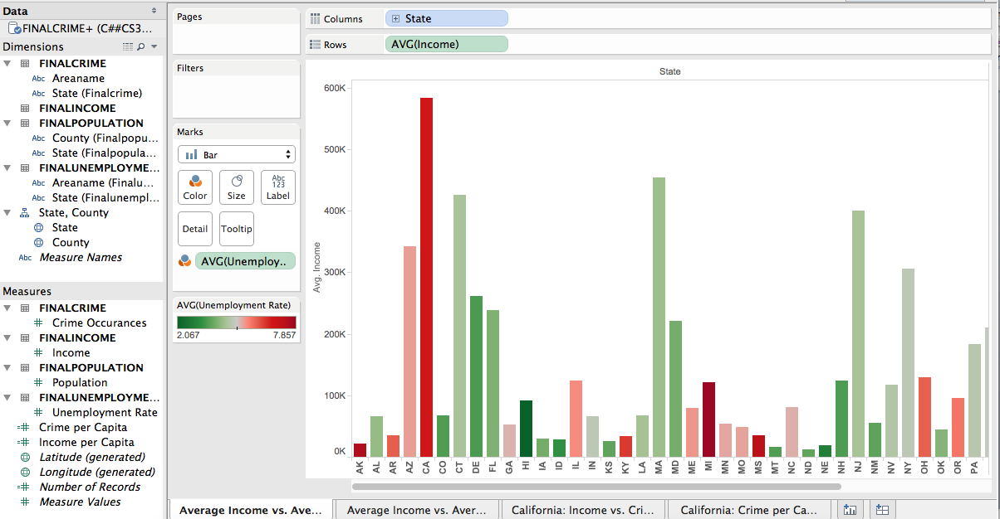 Data
FINALCRIME+ (C##CS3...
Dimensions
FINALCRIME
Abc Areaname
Abc State (Finalcrime)
FINALINCOME
FINALPOPULATION
Abc County (Finalpopu...
Abc State (Finalpopula...
FINALUNEMPLOYME...
Abc Areaname (Finalu...
Abc State (Finalunempl...
State, County
State
County
Abc Measure Names
Measures
FINALCRIME
# Crime Occurances
FINALINCOME
# Income
FINALPOPULATION
# Population
FINALUNEMPLOYME...
# Unemployment Rate
# Crime per Capita
# Income per Capita
Latitude (generated)
Longitude (generated)
# Number of Records
# Measure Values
Pages
Filters
Marks
Bar
Color
Size
Abc
123
Label
Detail
Tooltip
AVG(Unemploy..
AVG(Unemployment Rate)
2.067 7.857
Columns State
Rows AVG(Income)
State
Avg. Income
600K
500K
400K
300K
200K
100K
0K
AK AL AR AZ CA CO CT DE FL GA HI IA ID IL IN KS KY LA MA MD ME MI MN MO MS MT NC ND NE NH NJ NM NV NY OH OK OR PA
Average Income vs. Ave... Average Income vs. Aver... California: Income vs. Cri... California: Crime per Ca...